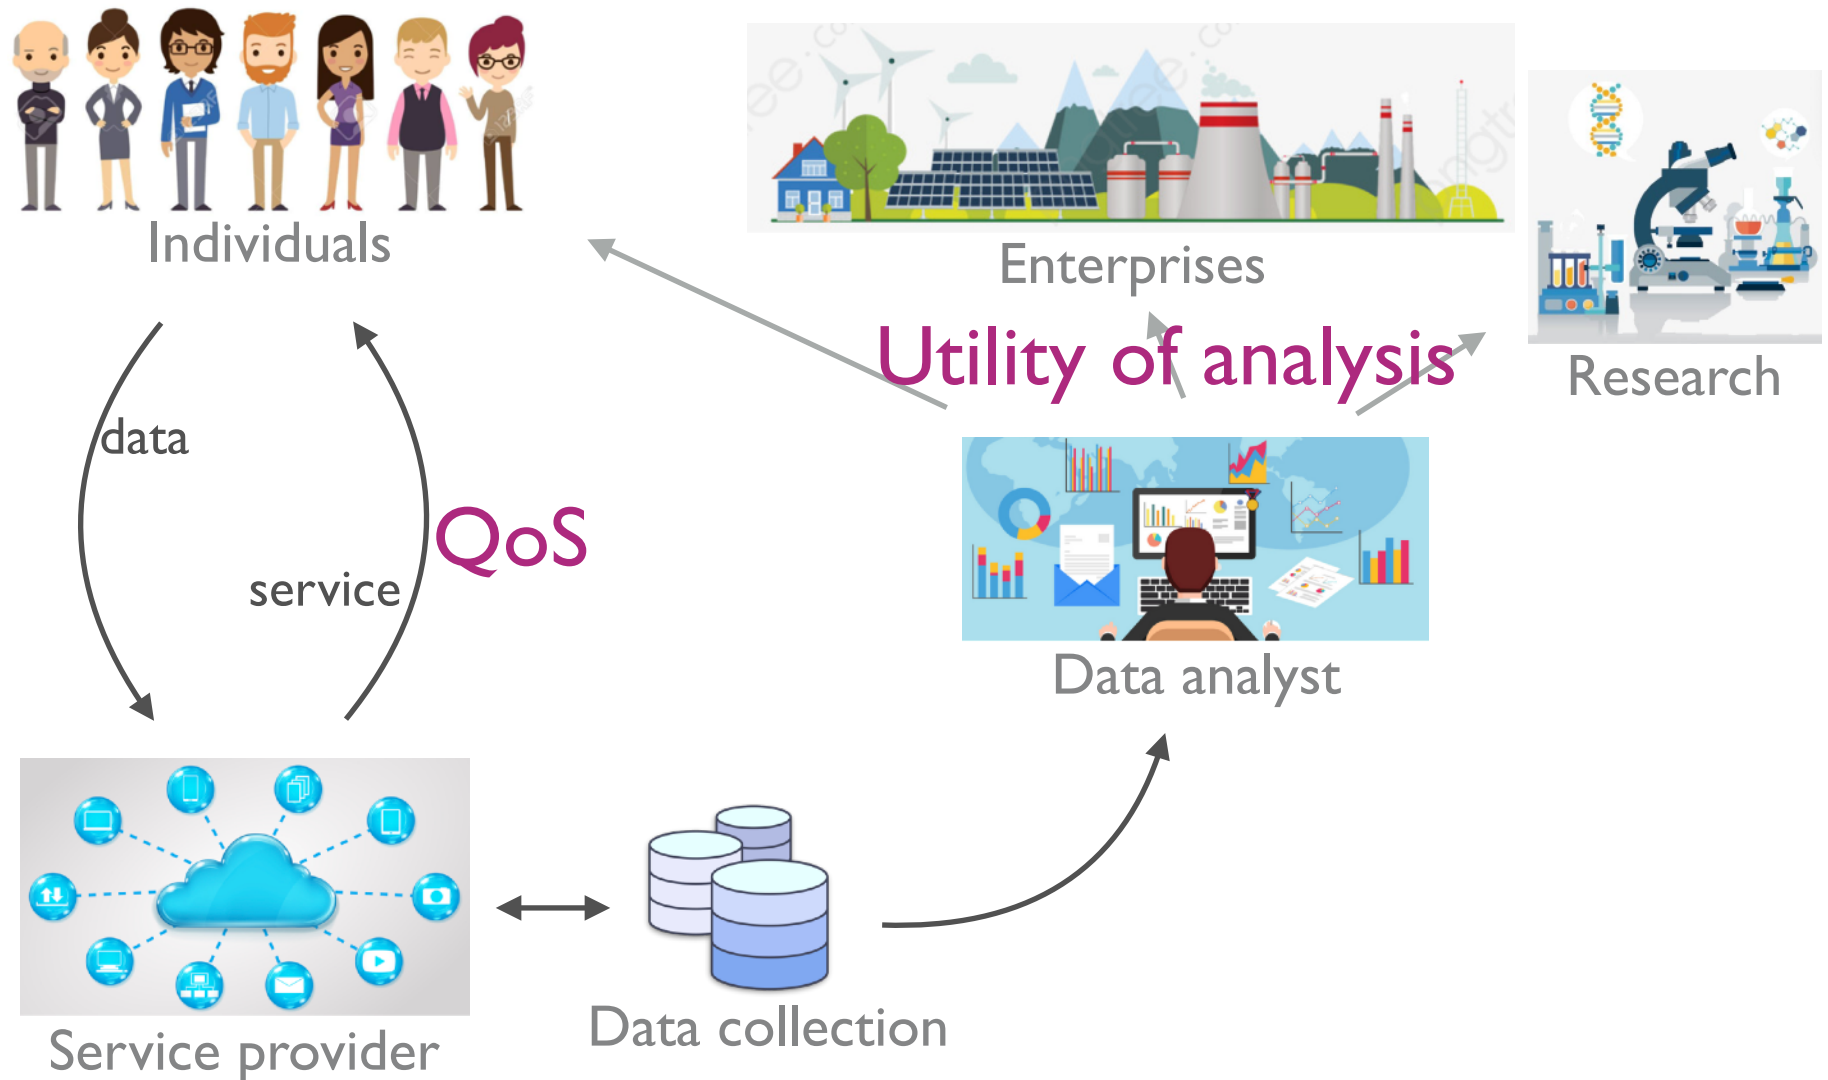 Individuals
Enterprises
Utility of analysis
Research
data
QoS
service
Data analyst
Data collection
Service provider